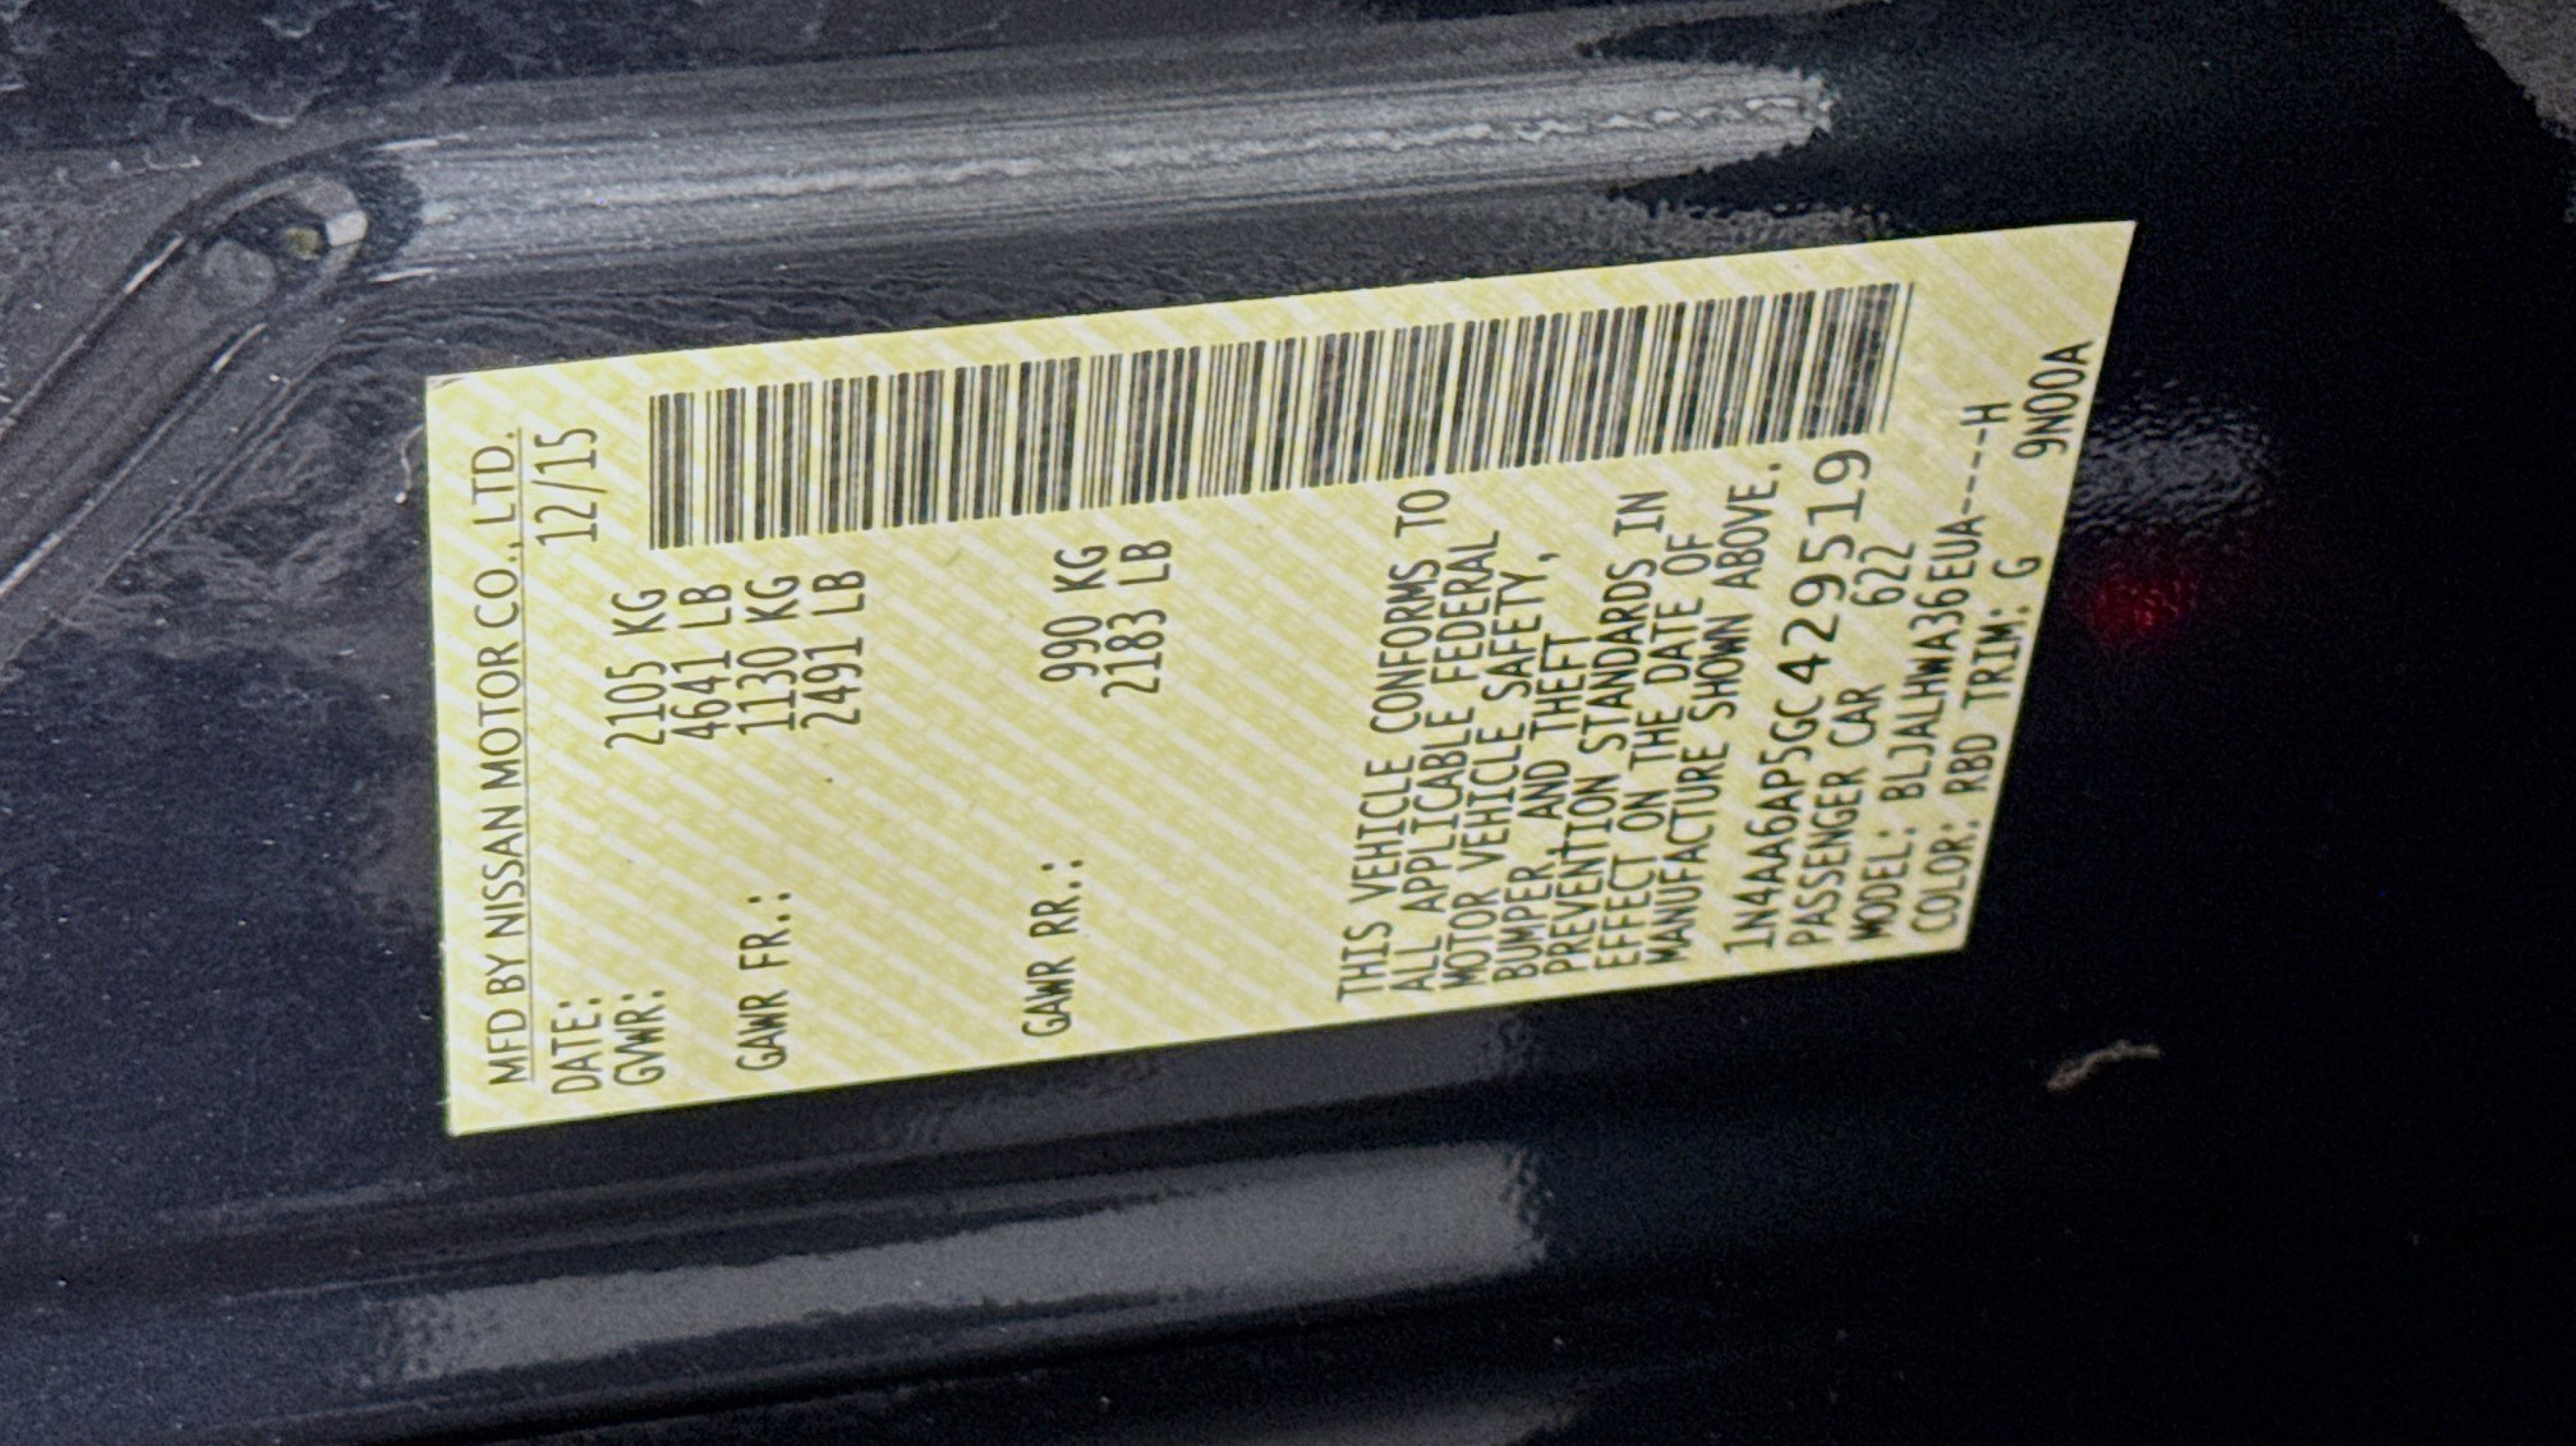 MFD BY NISSAN MOTOR CO., LTD.
DATE: 12/15
GVWR: 2105 KG
4641 LB
GAWR FR.: 1130 KG
2491 LB
GAWR RR.: 990 KG
2183 LB
THIS VEHICLE CONFORMS TO
ALL APPLICABLE FEDERAL
MOTOR VEHICLE SAFETY,
BUMPER, AND THEFT
PREVENTION STANDARDS IN
EFFECT ON THE DATE OF
MANUFACTURE SHOWN ABOVE.
1N4AA6AP5GC429519
PASSENGER CAR 622
MODEL: BLJALHWA36EUA-----H
COLOR: RBD TRIM: G 9N00A